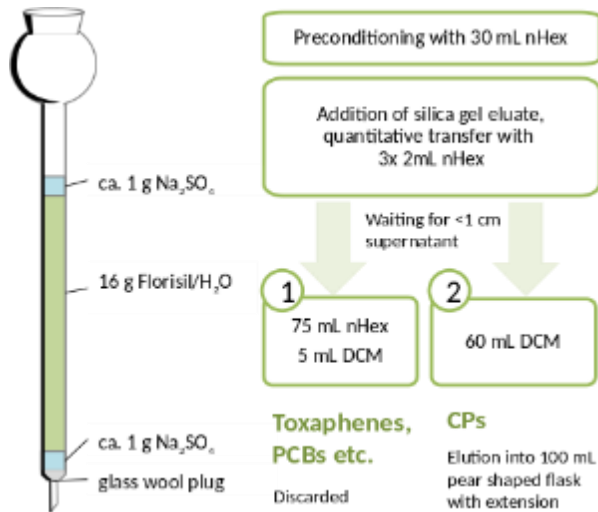 Preconditioning with 30 mL nHex
Addition of silica gel eluate,
quantitative transfer with
3x 2mL nHex
Waiting for <1 cm
supernatant
ca. 1 g Na₂SO₄
16 g Florisil/H₂O
ca. 1 g Na₂SO₄
glass wool plug
1
75 mL nHex
5 mL DCM
Toxaphenes,
PCBs etc.
Discarded
2
60 mL DCM
CPs
Elution into 100 mL
pear shaped flask
with extension